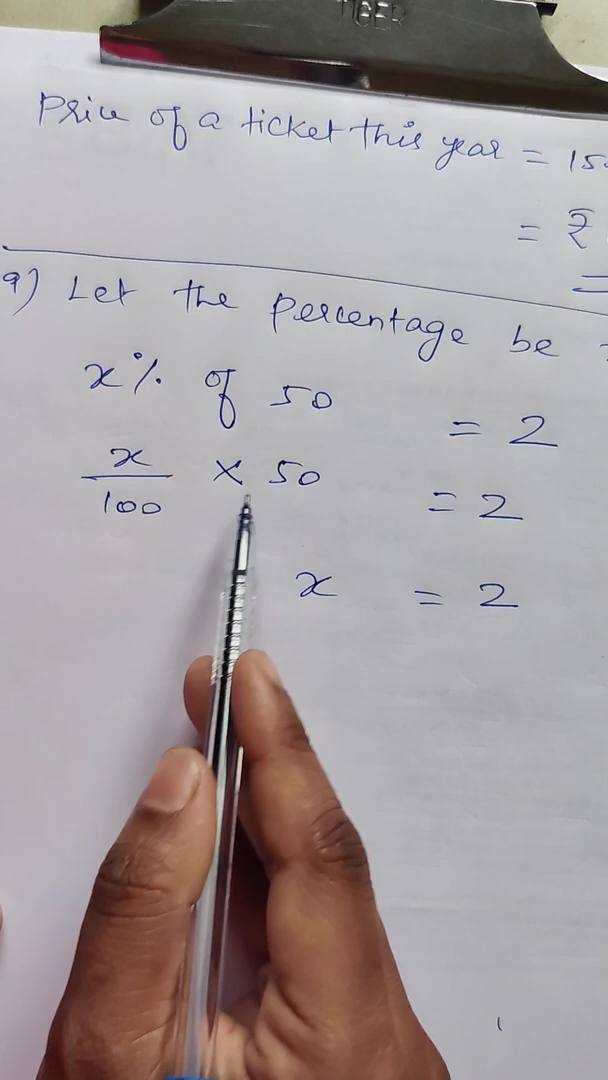 TIGER
Price of a ticket this year = 15
= ₹
9) Let the percentage be
x% of 50 = 2
x/100 × 50 = 2
x = 2